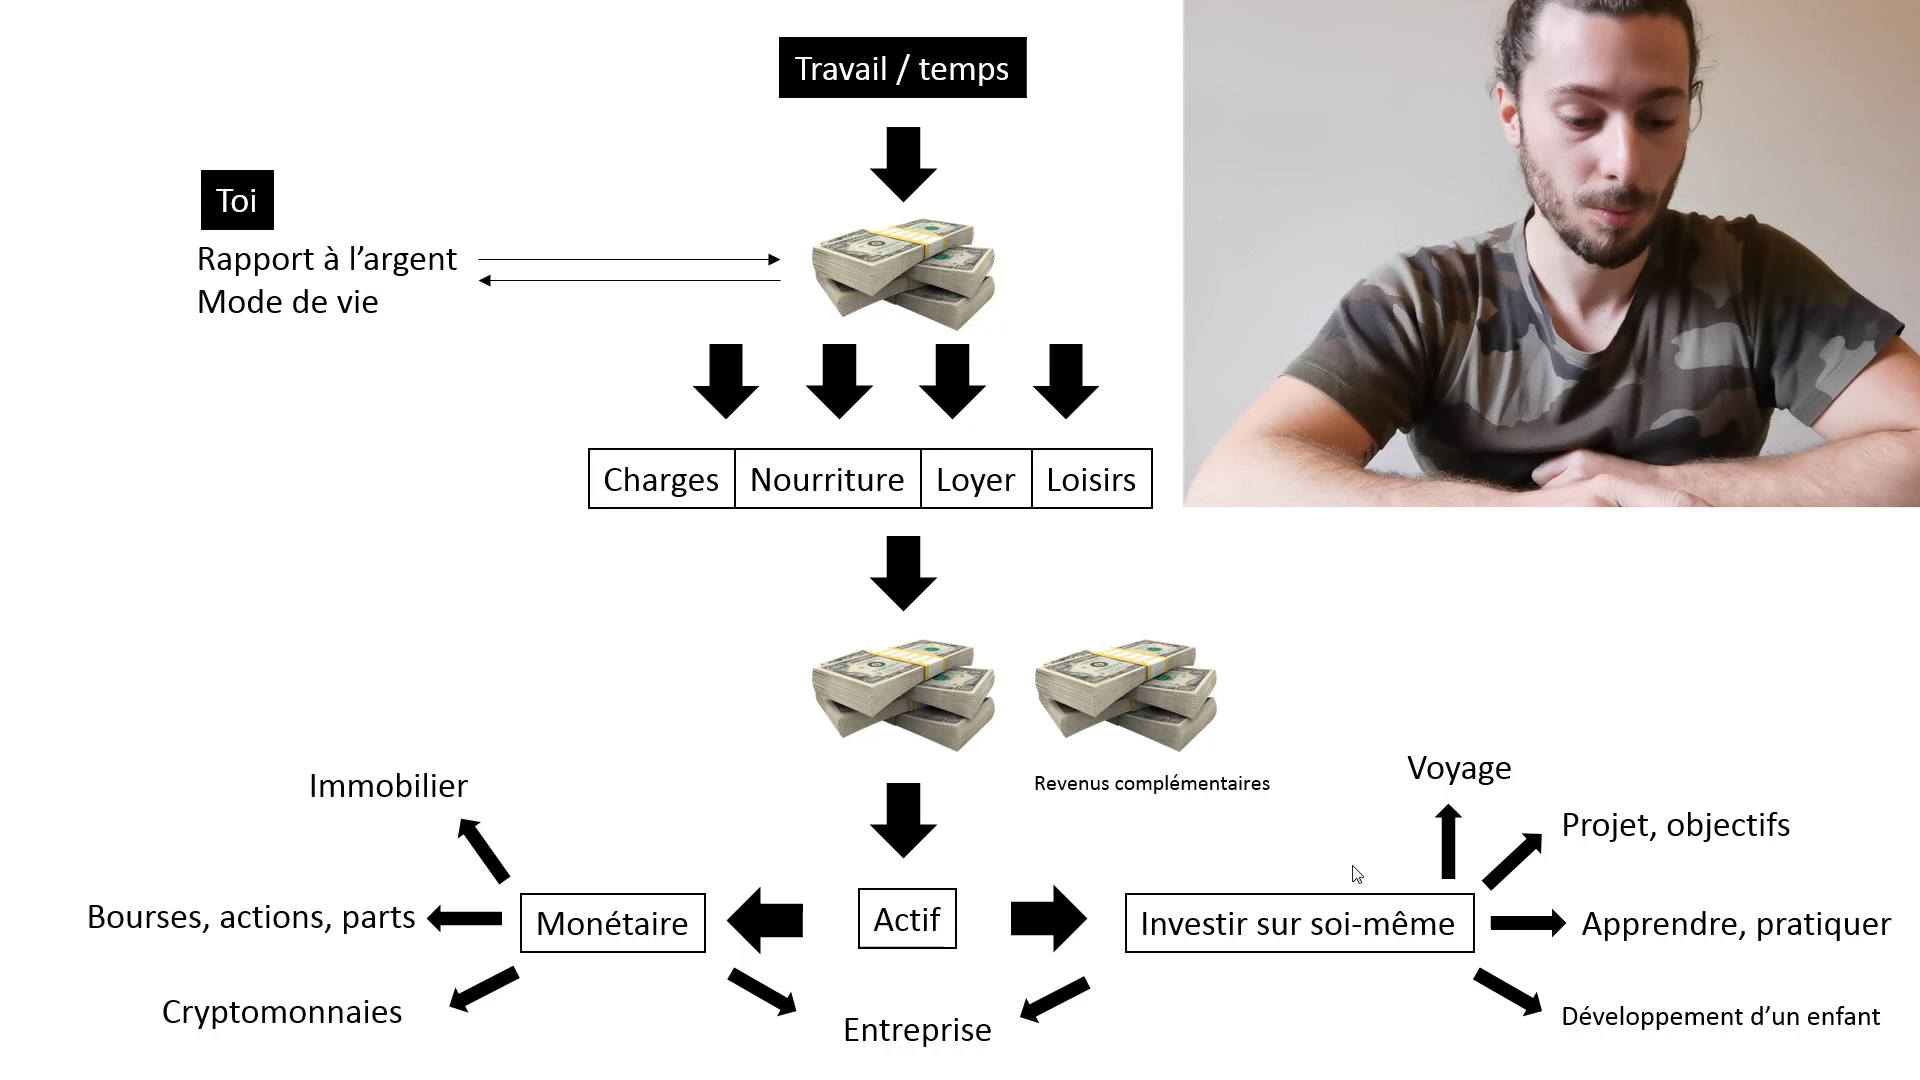 Travail / temps
Toi
Rapport à l’argent
Mode de vie
Charges
Nourriture
Loyer
Loisirs
Revenus complémentaires
Immobilier
Bourses, actions, parts
Cryptomonnaies
Monétaire
Actif
Entreprise
Investir sur soi-même
Voyage
Projet, objectifs
Apprendre, pratiquer
Développement d’un enfant